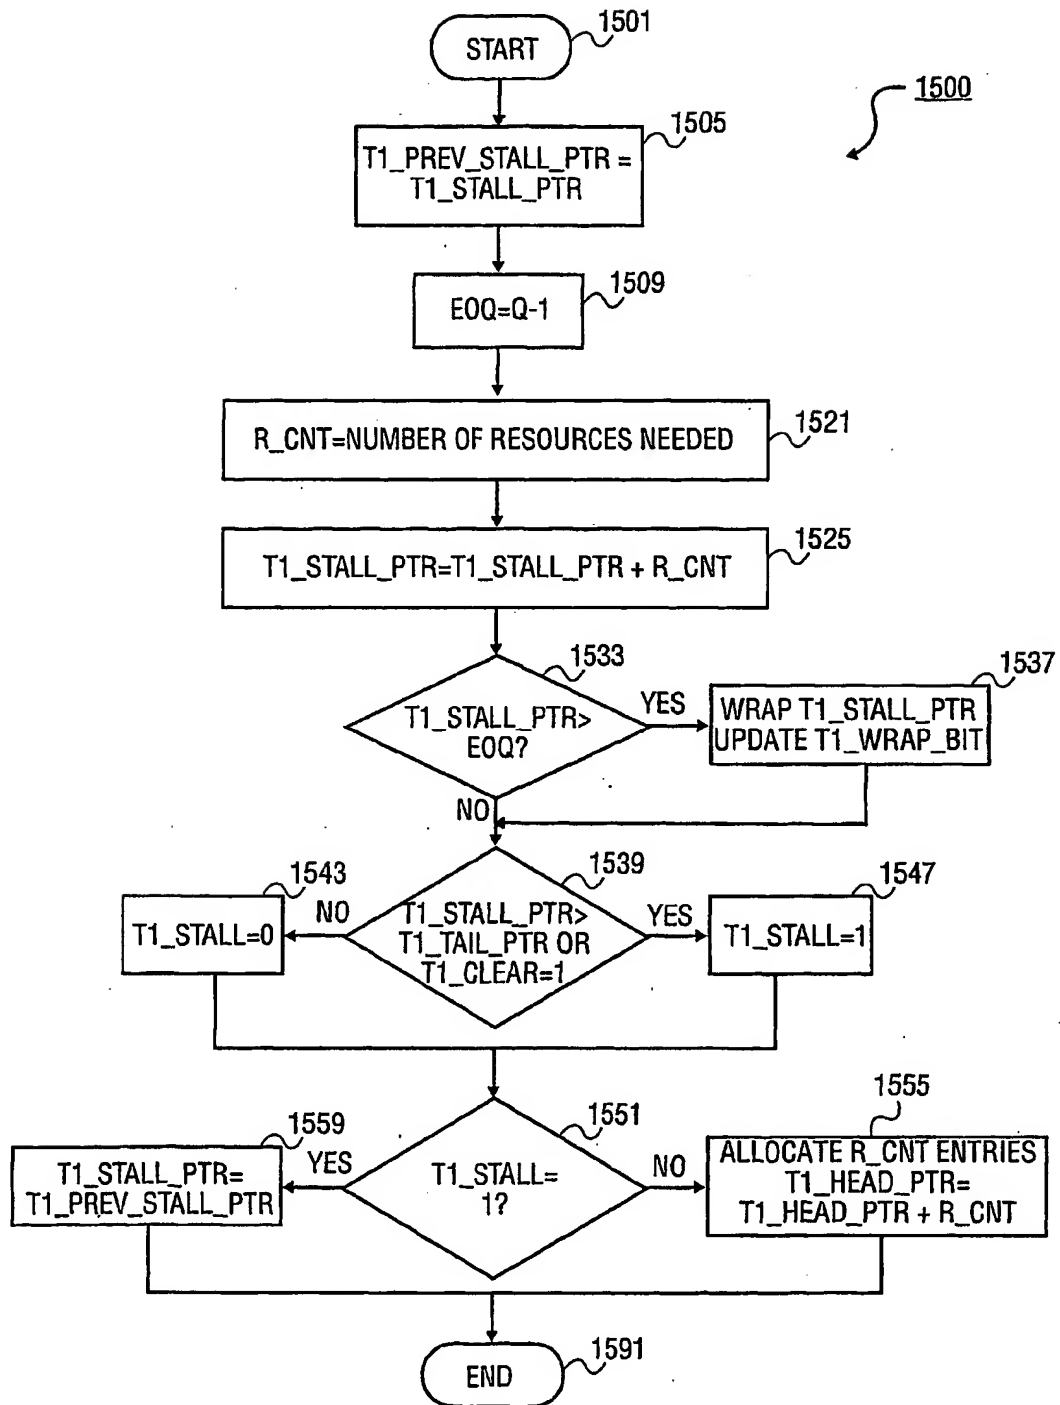 START
1501
1500
T1_PREV_STALL_PTR =
T1_STALL_PTR
1505
EOQ=Q-1
1509
R_CNT=NUMBER OF RESOURCES NEEDED
1521
T1_STALL_PTR=T1_STALL_PTR + R_CNT
1525
T1_STALL_PTR>
EOQ?
1533
YES
NO
WRAP T1_STALL_PTR
UPDATE T1_WRAP_BIT
1537
T1_STALL_PTR>
T1_TAIL_PTR OR
T1_CLEAR=1
1539
NO
YES
T1_STALL=0
1543
T1_STALL=1
1547
T1_STALL=
1?
1551
YES
NO
T1_STALL_PTR=
T1_PREV_STALL_PTR
1559
ALLOCATE R_CNT ENTRIES
T1_HEAD_PTR=
T1_HEAD_PTR + R_CNT
1555
END
1591